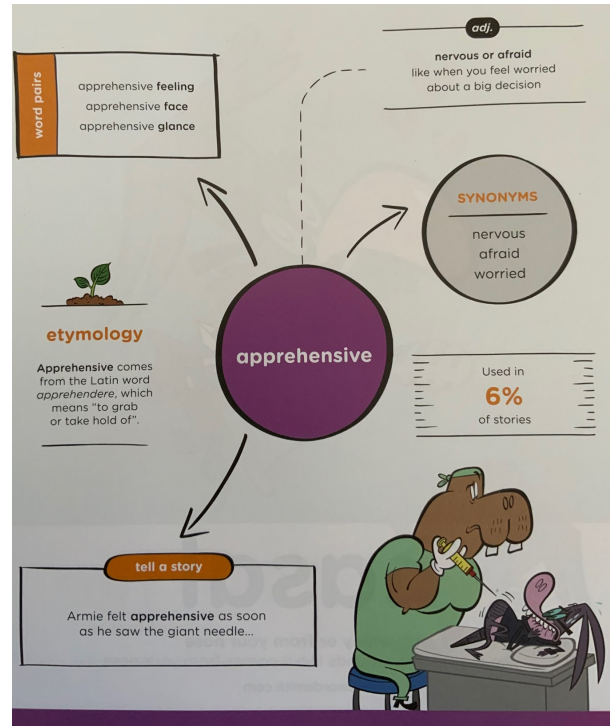 adj.
nervous or afraid
like when you feel worried
about a big decision
word pairs
apprehensive feeling
apprehensive face
apprehensive glance
SYNONYMS
nervous
afraid
worried
apprehensive
etymology
Apprehensive comes
from the Latin word
apprehendere, which
means “to grab
or take hold of”.
Used in
6%
of stories
tell a story
Armie felt apprehensive as soon
as he saw the giant needle...